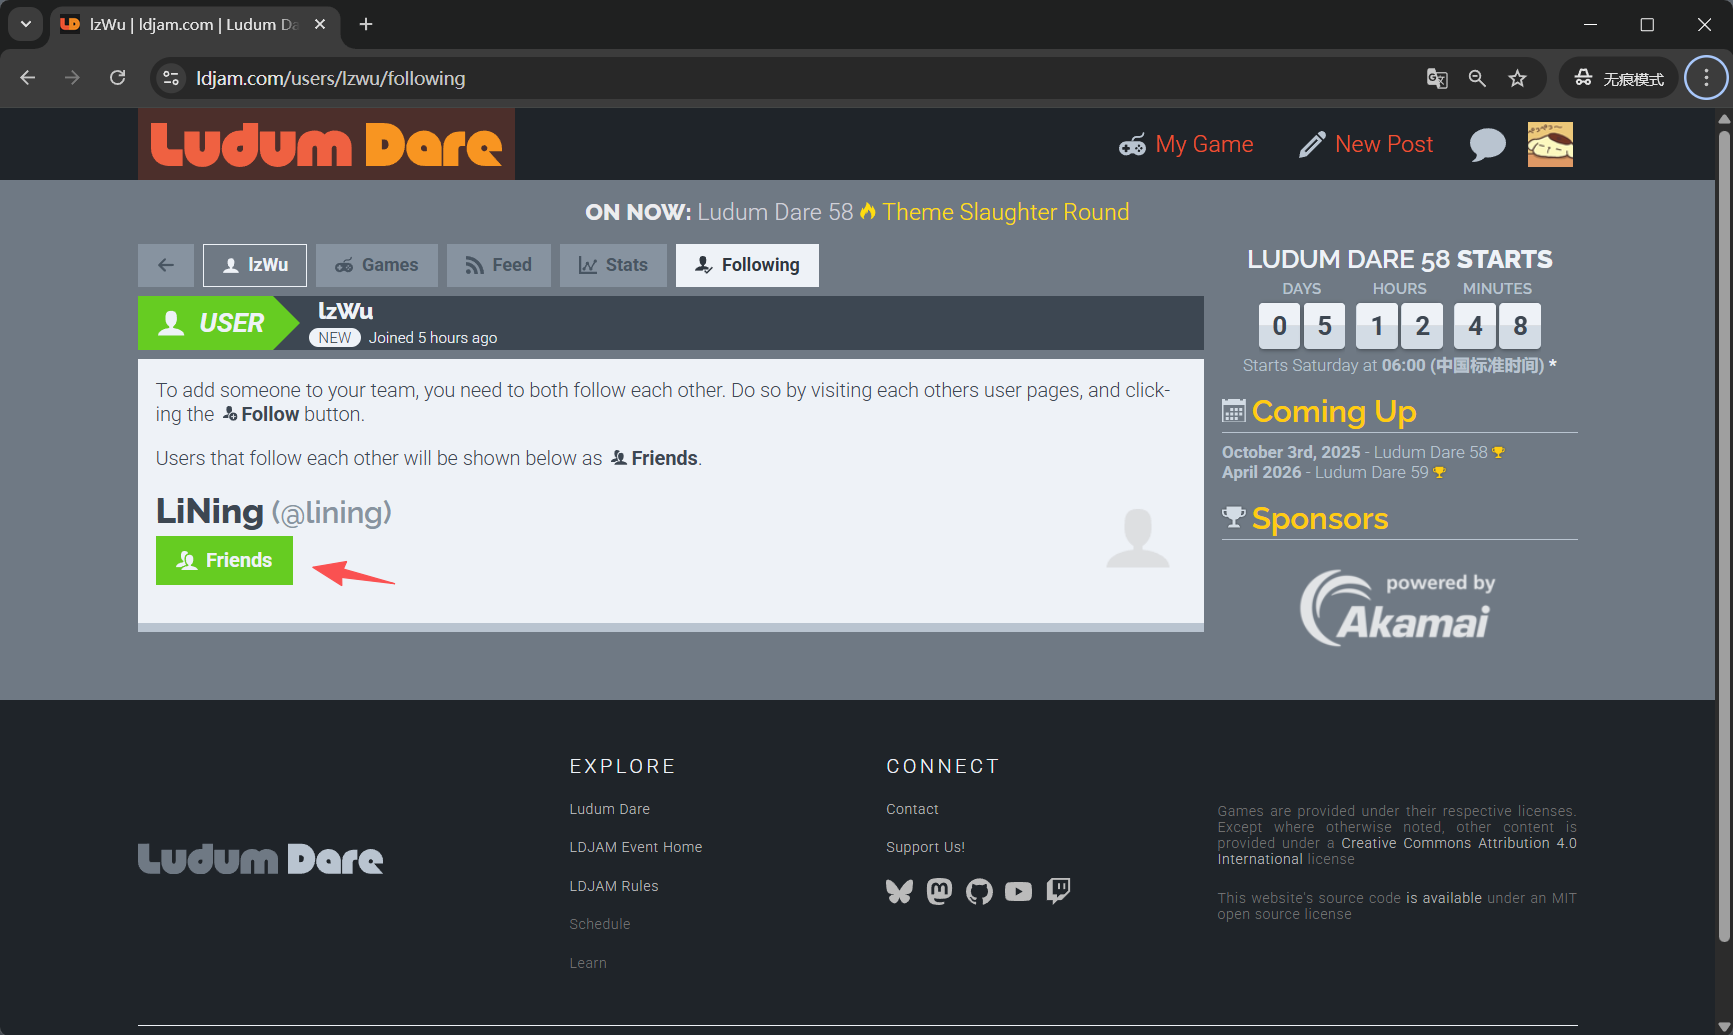 lzWu | ldjam.com | Ludum Da
ldjam.com/users/lzwu/following
无痕模式
Ludum Dare
My Game
New Post
ON NOW: Ludum Dare 58 Theme Slaughter Round
lzWu
Games
Feed
Stats
Following
USER
lzWu
NEW
Joined 5 hours ago
To add someone to your team, you need to both follow each other. Do so by visiting each others user pages, and click-
ing the Follow button.
Users that follow each other will be shown below as Friends.
LiNing (@lining)
Friends
LUDUM DARE 58 STARTS
DAYS HOURS MINUTES
0 5 1 2 4 8
Starts Saturday at 06:00 (中国标准时间) *
Coming Up
October 3rd, 2025 - Ludum Dare 58
April 2026 - Ludum Dare 59
Sponsors
powered by
Akamai
Ludum Dare
EXPLORE
Ludum Dare
LDJAM Event Home
LDJAM Rules
Schedule
Learn
CONNECT
Contact
Support Us!
Games are provided under their respective licenses.
Except where otherwise noted, other content is
provided under a Creative Commons Attribution 4.0
International license
This website's source code is available under an MIT
open source license